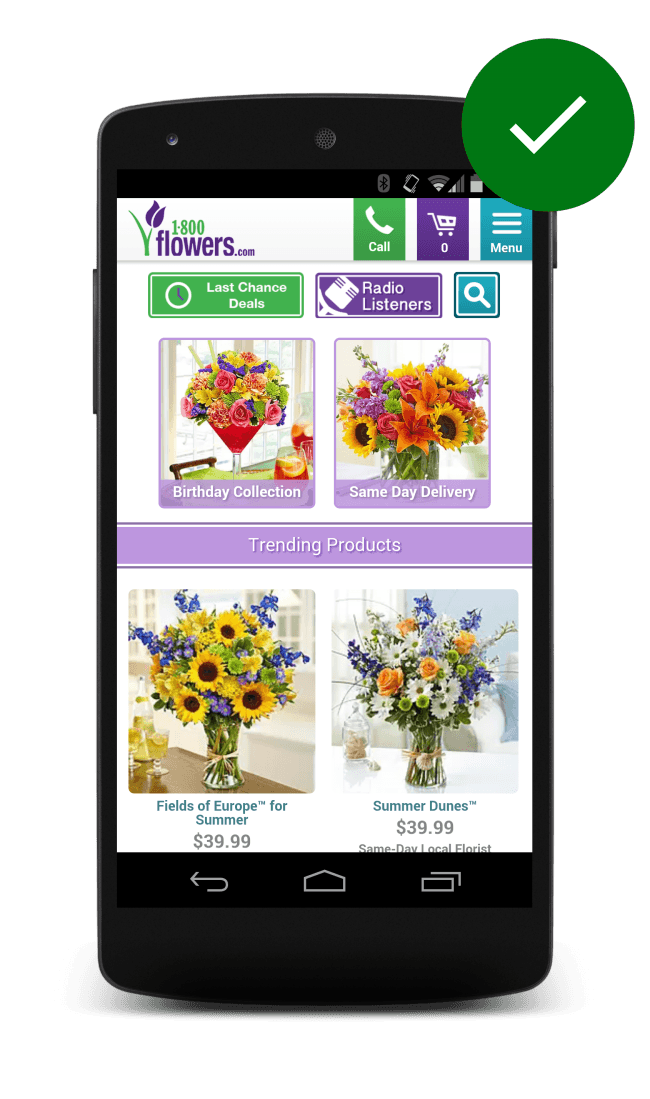 1-800
flowers.com
Call
0
Menu
Last Chance
Deals
Radio
Listeners
Birthday Collection
Same Day Delivery
Trending Products
Fields of Europe™ for
Summer
$39.99
Summer Dunes™
$39.99
Same-Day Local Florist